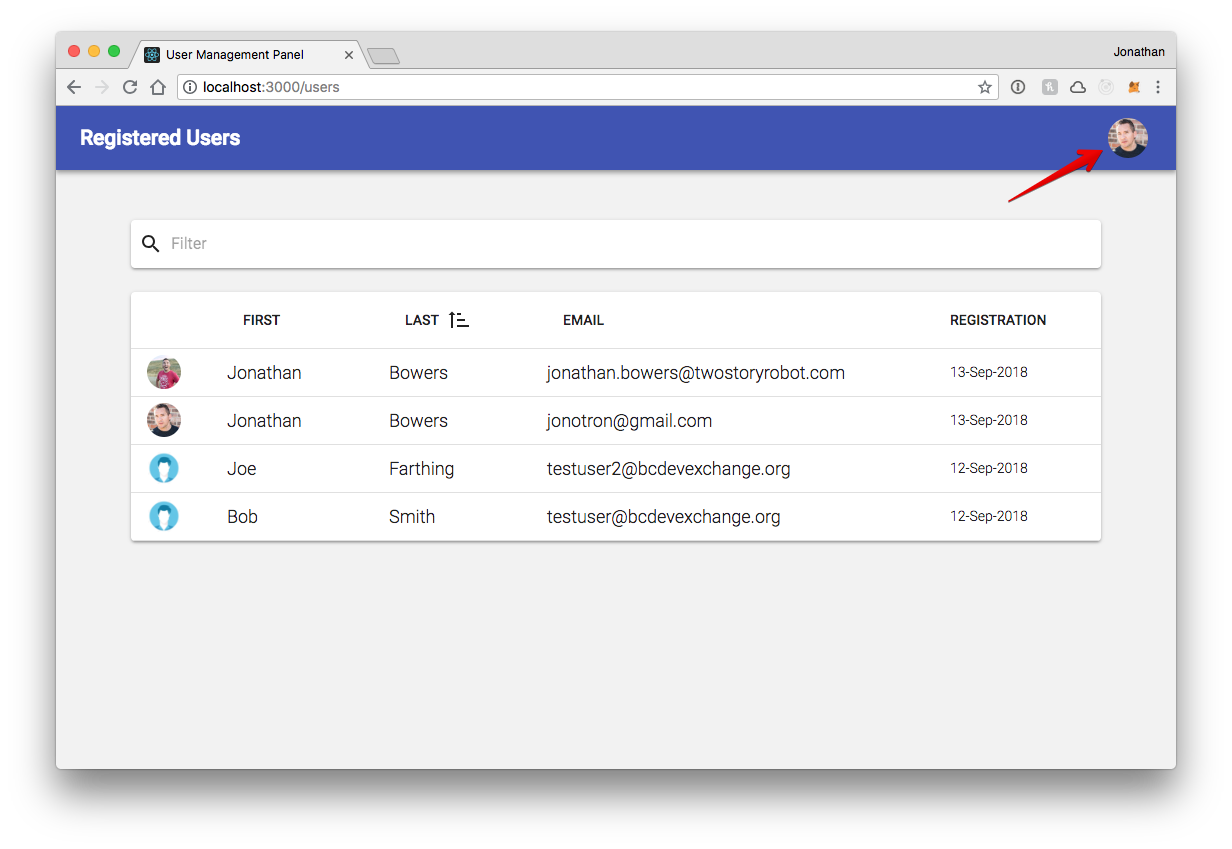 User Management Panel
Jonathan
localhost:3000/users
Registered Users
Filter
FIRST LAST EMAIL REGISTRATION
Jonathan Bowers jonathan.bowers@twostoryrobot.com 13-Sep-2018
Jonathan Bowers jonotron@gmail.com 13-Sep-2018
Joe Farthing testuser2@bcdevexchange.org 12-Sep-2018
Bob Smith testuser@bcdevexchange.org 12-Sep-2018